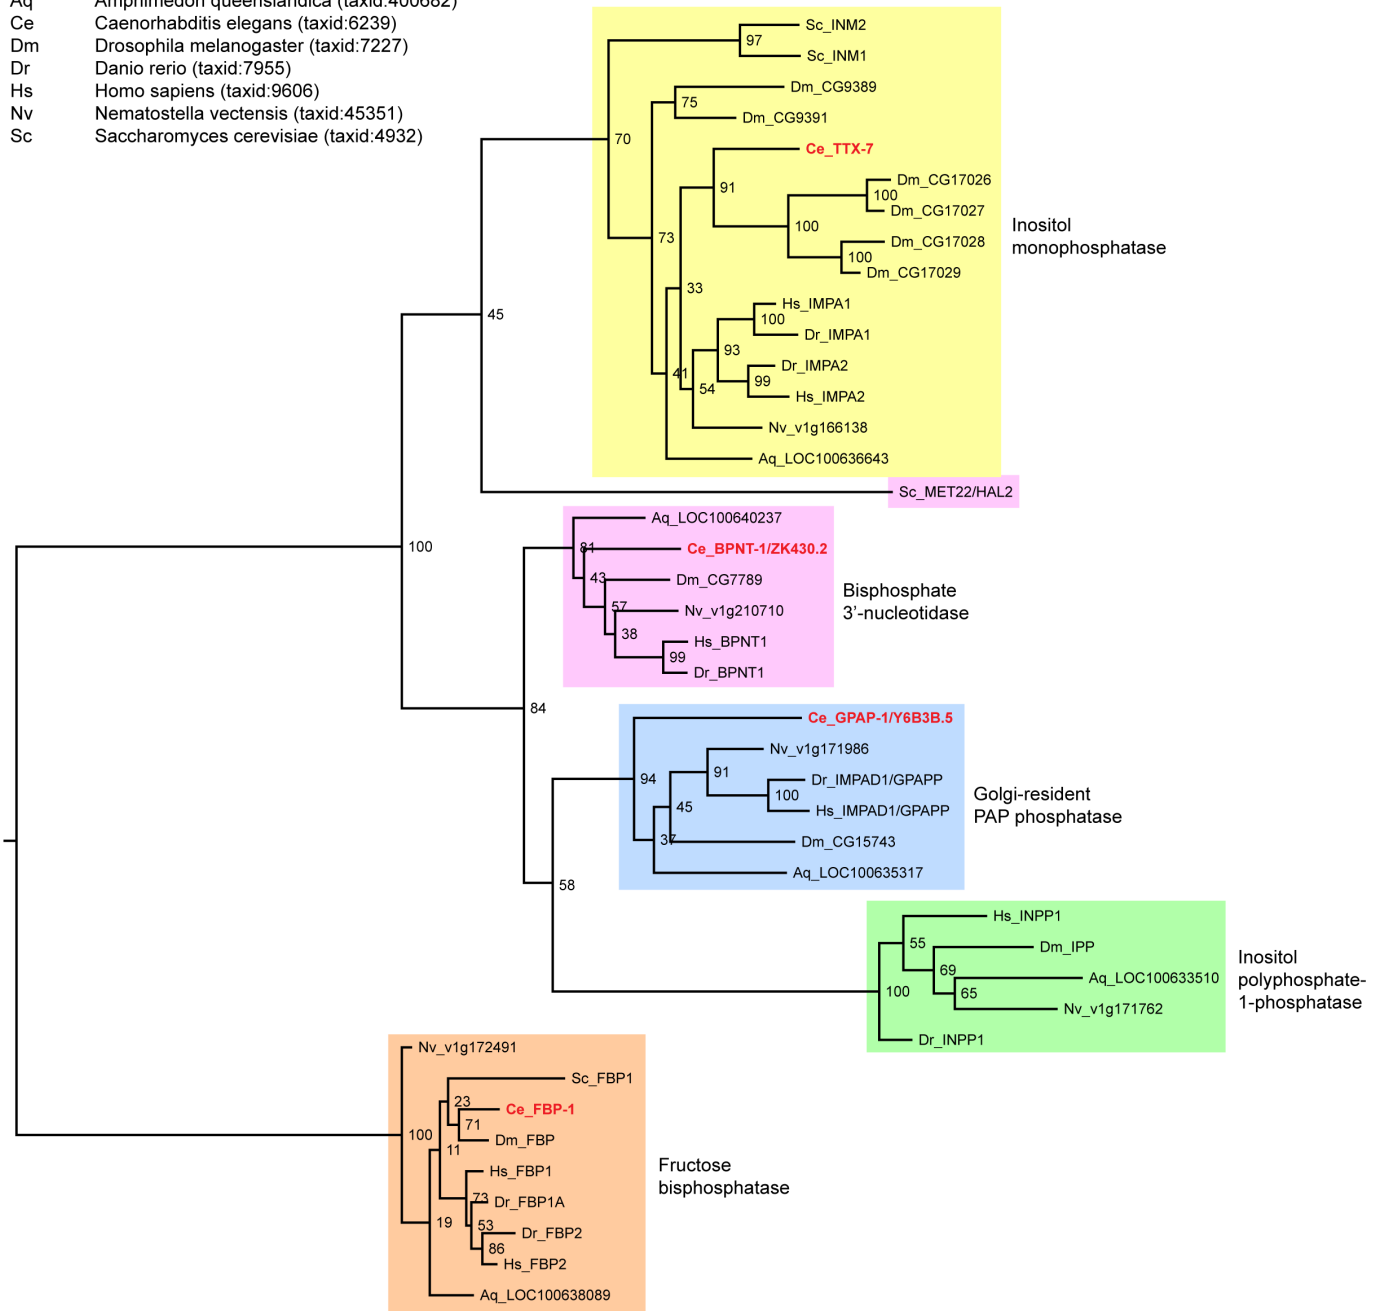 Aq Amphimedon queenslandica (taxid:400682)
Ce Caenorhabditis elegans (taxid:6239)
Dm Drosophila melanogaster (taxid:7227)
Dr Danio rerio (taxid:7955)
Hs Homo sapiens (taxid:9606)
Nv Nematostella vectensis (taxid:45351)
Sc Saccharomyces cerevisiae (taxid:4932)
Sc_INM2
97
Sc_INM1
Dm_CG9389
75
Dm_CG9391
70
Ce_TTX-7
Dm_CG17026
91
100
Dm_CG17027
100
Inositol
monophosphatase
73
Dm_CG17028
100
Dm_CG17029
33
Hs_IMPA1
45
100
Dr_IMPA1
93
Dr_IMPA2
41
99
54
Hs_IMPA2
Nv_v1g166138
Aq_LOC100636643
Sc_MET22/HAL2
Aq_LOC100640237
100
81
Ce_BPNT-1/ZK430.2
43
Dm_CG7789
Bisphosphate
3’-nucleotidase
57
Nv_v1g210710
38
Hs_BPNT1
99
Dr_BPNT1
84
Ce_GPAP-1/Y6B3B.5
Nv_v1g171986
91
94
Dr_IMPAD1/GPAPP
100
Golgi-resident
PAP phosphatase
45
Hs_IMPAD1/GPAPP
37
Dm_CG15743
Aq_LOC100635317
58
Hs_INPP1
55
Dm_IPP
69
Aq_LOC100633510
Inositol
polyphosphate-
1-phosphatase
100
65
Nv_v1g171762
Dr_INPP1
Nv_v1g172491
Sc_FBP1
23
Ce_FBP-1
71
100
Dm_FBP
11
Hs_FBP1
Fructose
bisphosphatase
73
Dr_FBP1A
19
53
Dr_FBP2
86
Hs_FBP2
Aq_LOC100638089